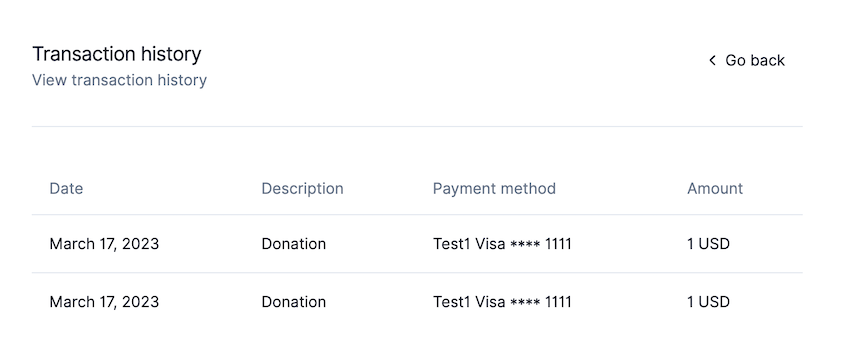 Transaction history
Go back
View transaction history
Date Description Payment method Amount
March 17, 2023 Donation Test1 Visa **** 1111 1 USD
March 17, 2023 Donation Test1 Visa **** 1111 1 USD